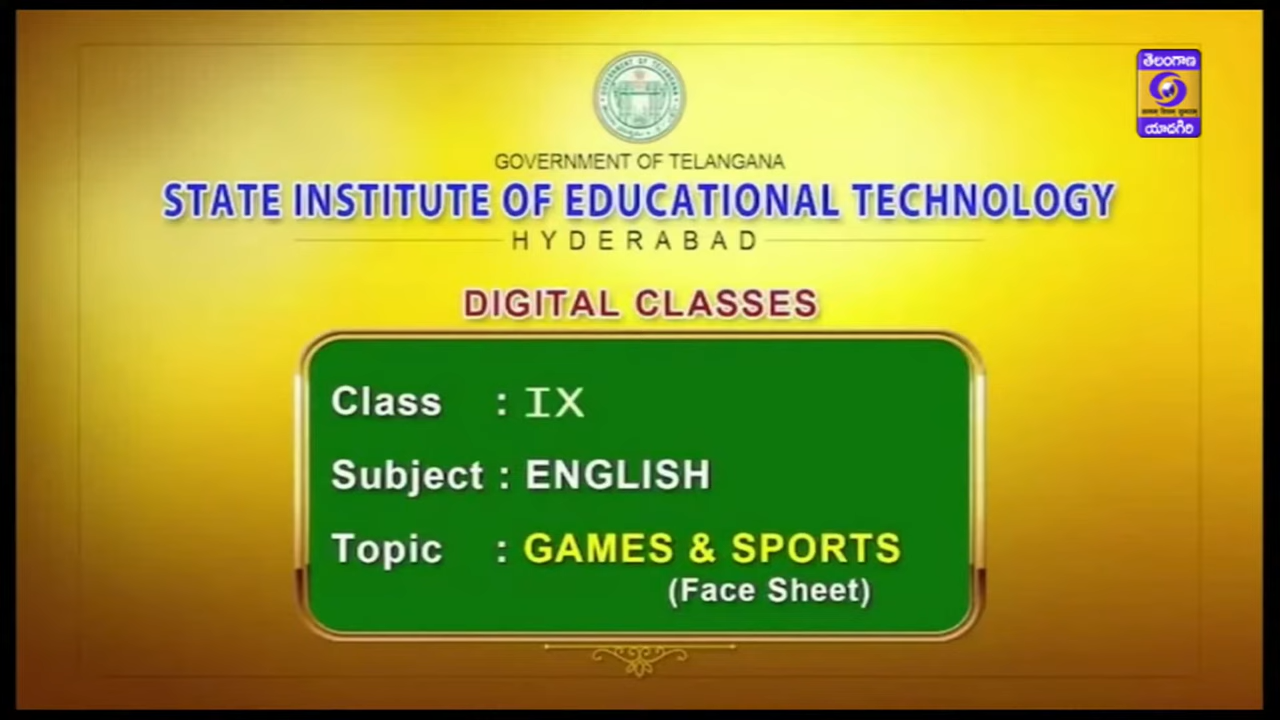 తెలంగాణ
యాదగిరి
GOVERNMENT OF TELANGANA
STATE INSTITUTE OF EDUCATIONAL TECHNOLOGY
HYDERABAD
DIGITAL CLASSES
Class : IX
Subject : ENGLISH
Topic : GAMES & SPORTS
(Face Sheet)